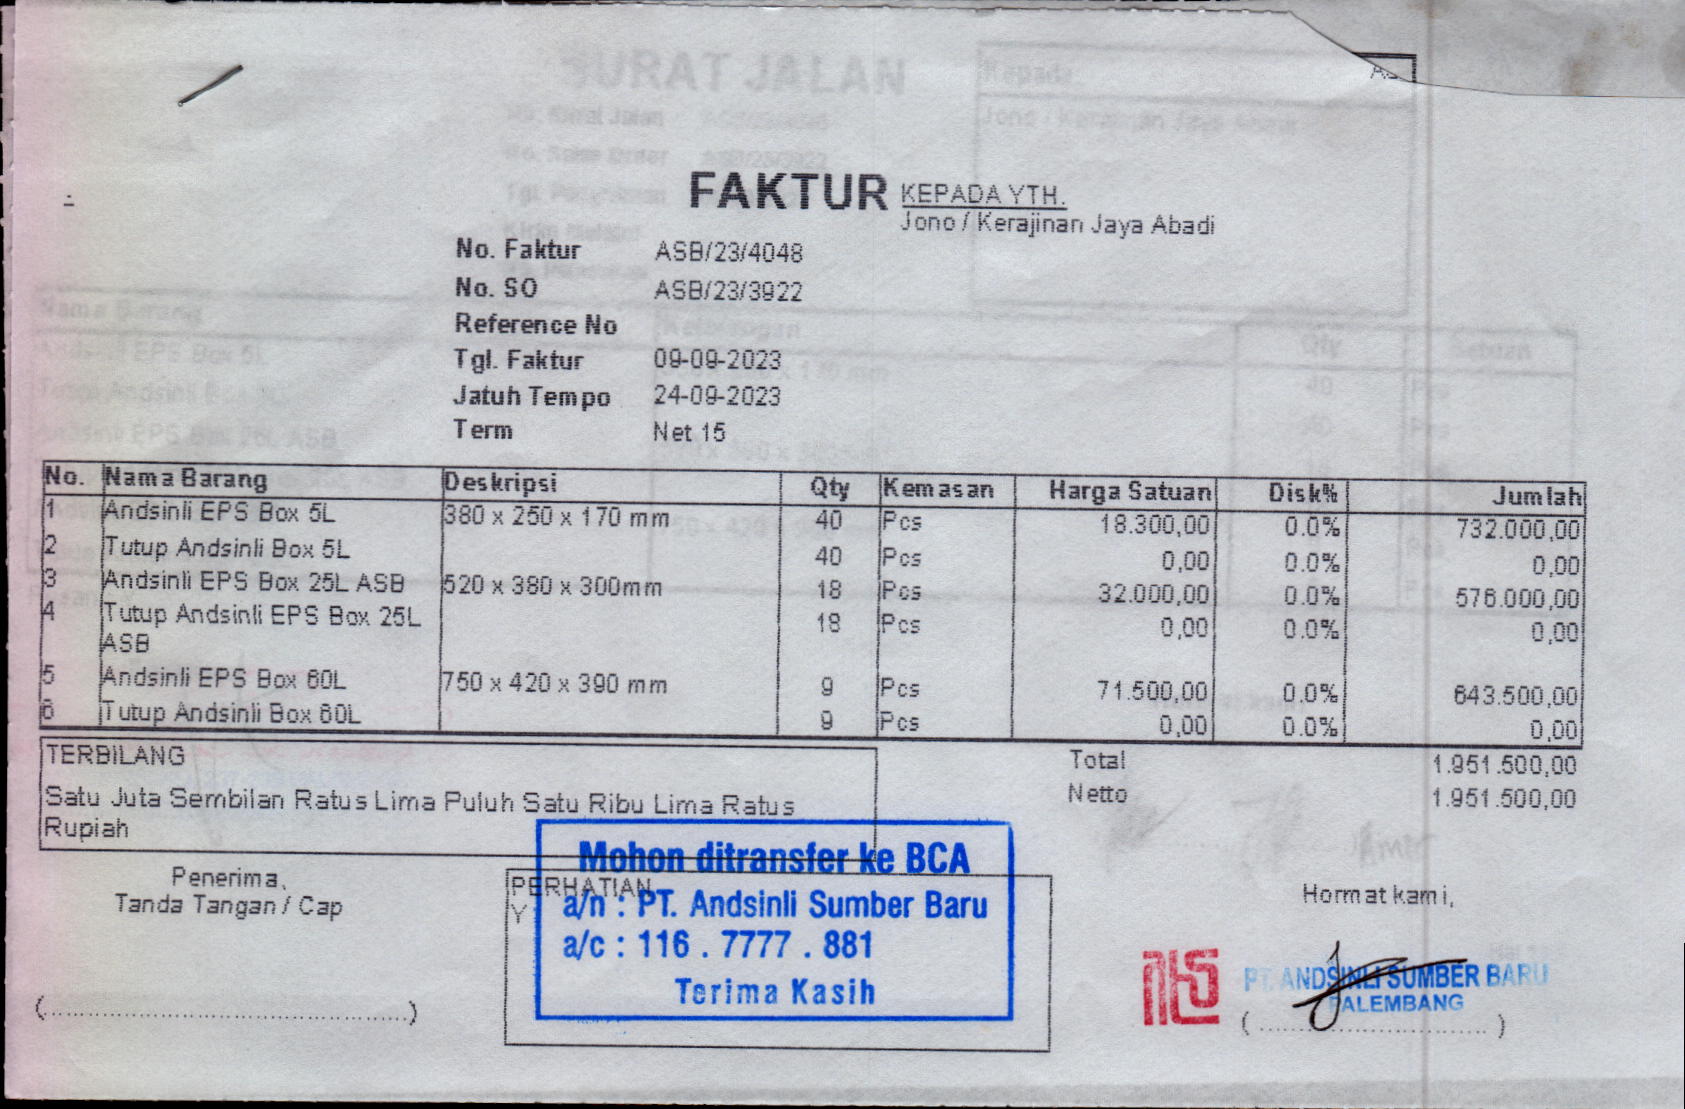 FAKTUR
KEPADA YTH.
Jono / Kerajinan Jaya Abadi
No. Faktur ASB/23/4048
No. SO ASB/23/3922
Reference No
Tgl. Faktur 09-09-2023
Jatuh Tempo 24-09-2023
Term Net 15
No. Nama Barang Deskripsi Qty Kemasan Harga Satuan Disk% Jumlah
1 Andsinli EPS Box 5L 380 x 250 x 170 mm 40 Pcs 18.300,00 0.0% 732.000,00
2 Tutup Andsinli Box 5L 40 Pcs 0,00 0.0% 0,00
3 Andsinli EPS Box 25L ASB 520 x 380 x 300mm 18 Pcs 32.000,00 0.0% 576.000,00
4 Tutup Andsinli EPS Box 25L 18 Pcs 0,00 0.0% 0,00
ASB
5 Andsinli EPS Box 60L 750 x 420 x 390 mm 9 Pcs 71.500,00 0.0% 643.500,00
6 Tutup Andsinli Box 60L 9 Pcs 0,00 0.0% 0,00
TERBILANG
Satu Juta Sembilan Ratus Lima Puluh Satu Ribu Lima Ratus
Rupiah
Total 1.951.500,00
Netto 1.951.500,00
Penerima,
Tanda Tangan / Cap
PERHATIAN
Mohon ditransfer ke BCA
a/n : PT. Andsinli Sumber Baru
a/c : 116 . 7777 . 881
Terima Kasih
Hormat kami,
PT. ANDSINLI SUMBER BARU
PALEMBANG